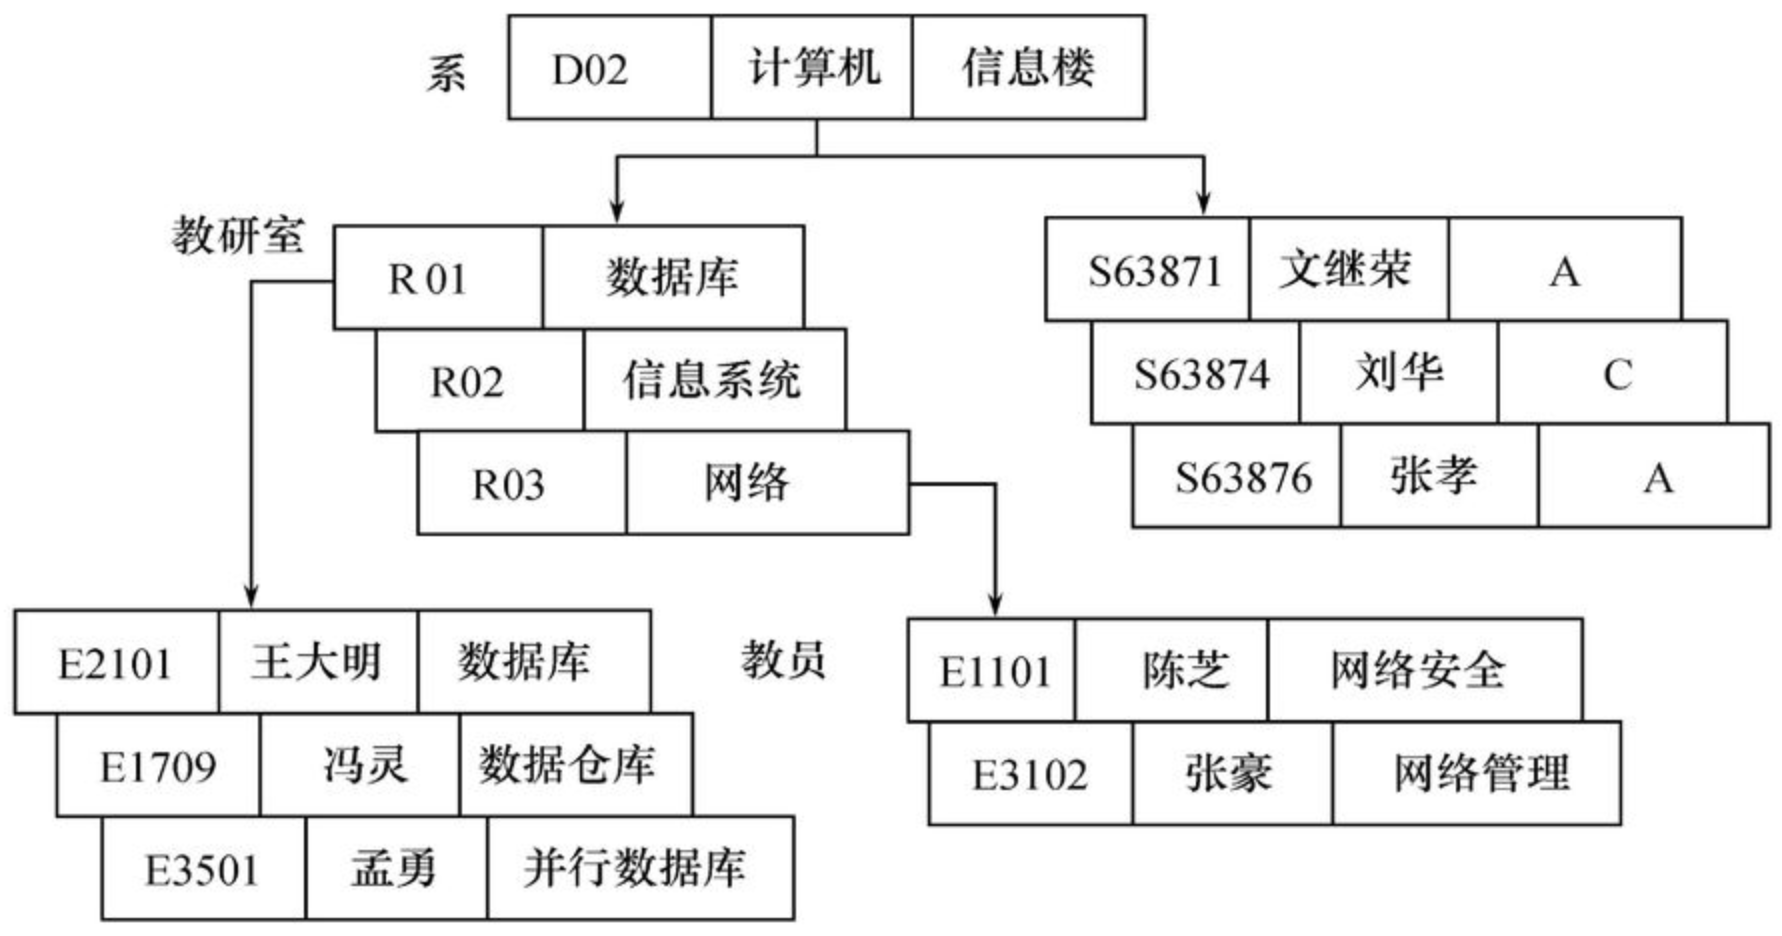 系 D02 计算机 信息楼
教研室 R 01 数据库
R02 信息系统
R03 网络
S63871 文继荣 A
S63874 刘华 C
S63876 张孝 A
E2101 王大明 数据库
E1709 冯灵 数据仓库
E3501 孟勇 并行数据库
教员 E1101 陈芝 网络安全
E3102 张豪 网络管理